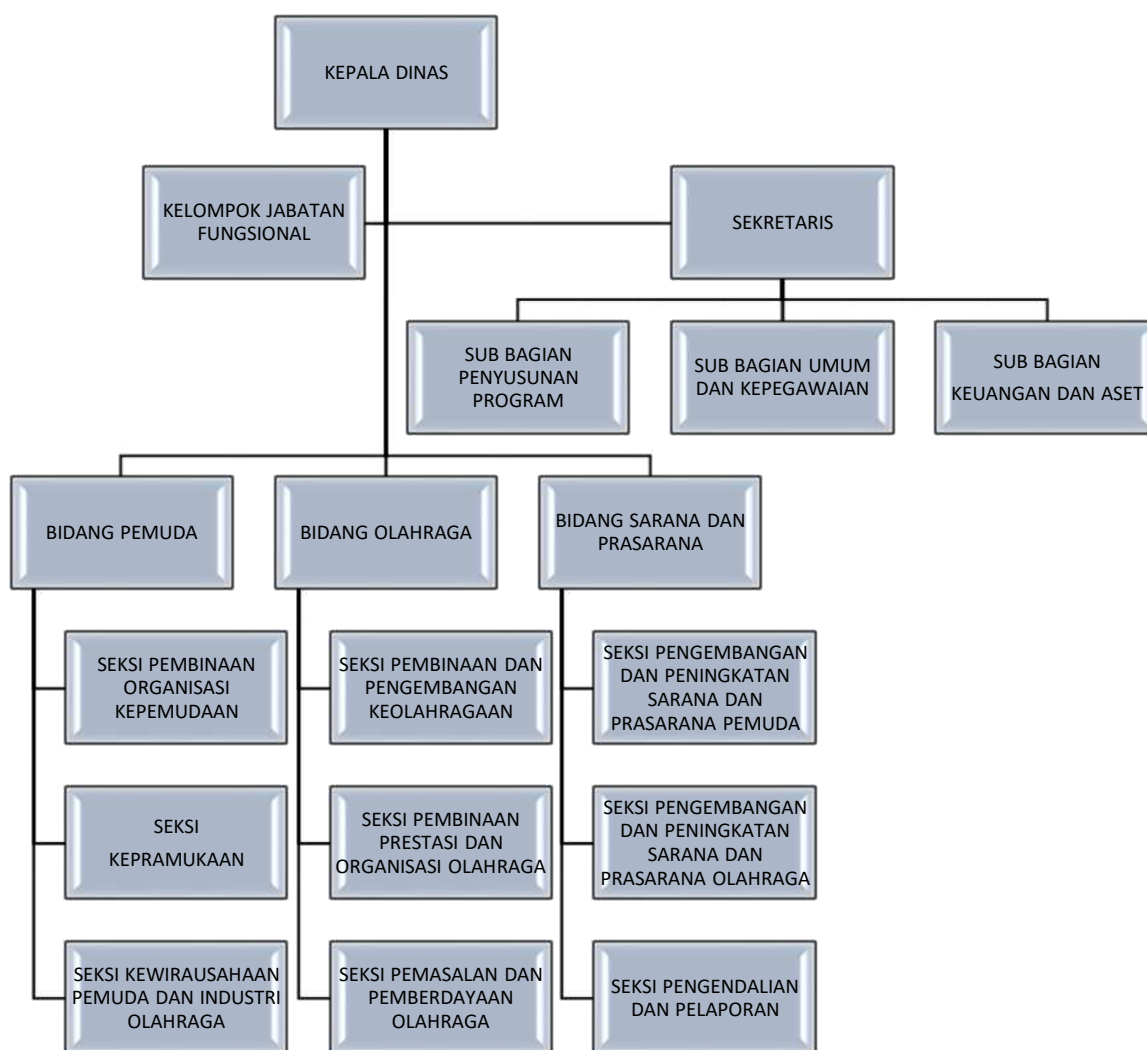 KEPALA DINAS
KELOMPOK JABATAN
FUNGSIONAL
SEKRETARIS
SUB BAGIAN
PENYUSUNAN
PROGRAM
SUB BAGIAN UMUM
DAN KEPEGAWAIAN
SUB BAGIAN
KEUANGAN DAN ASET
BIDANG PEMUDA
BIDANG OLAHRAGA
BIDANG SARANA DAN
PRASARANA
SEKSI PEMBINAAN
ORGANISASI
KEPEMUDAAN
SEKSI PEMBINAAN DAN
PENGEMBANGAN
KEOLAHRAGAAN
SEKSI PENGEMBANGAN
DAN PENINGKATAN
SARANA DAN
PRASARANA PEMUDA
SEKSI
KEPRAMUKAAN
SEKSI PEMBINAAN
PRESTASI DAN
ORGANISASI OLAHRAGA
SEKSI PENGEMBANGAN
DAN PENINGKATAN
SARANA DAN
PRASARANA OLAHRAGA
SEKSI KEWIRAUSAHAAN
PEMUDA DAN INDUSTRI
OLAHRAGA
SEKSI PEMASALAN DAN
PEMBERDAYAAN
OLAHRAGA
SEKSI PENGENDALIAN
DAN PELAPORAN